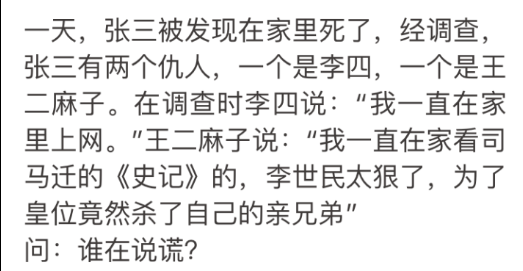 一天，张三被发现在家里死了，经调查，
张三有两个仇人，一个是李四，一个是王
二麻子。在调查时李四说：“我一直在家
里上网。”王二麻子说：“我一直在家看司
马迁的《史记》的，李世民太狠了，为了
皇位竟然杀了自己的亲兄弟”
问：谁在说谎？